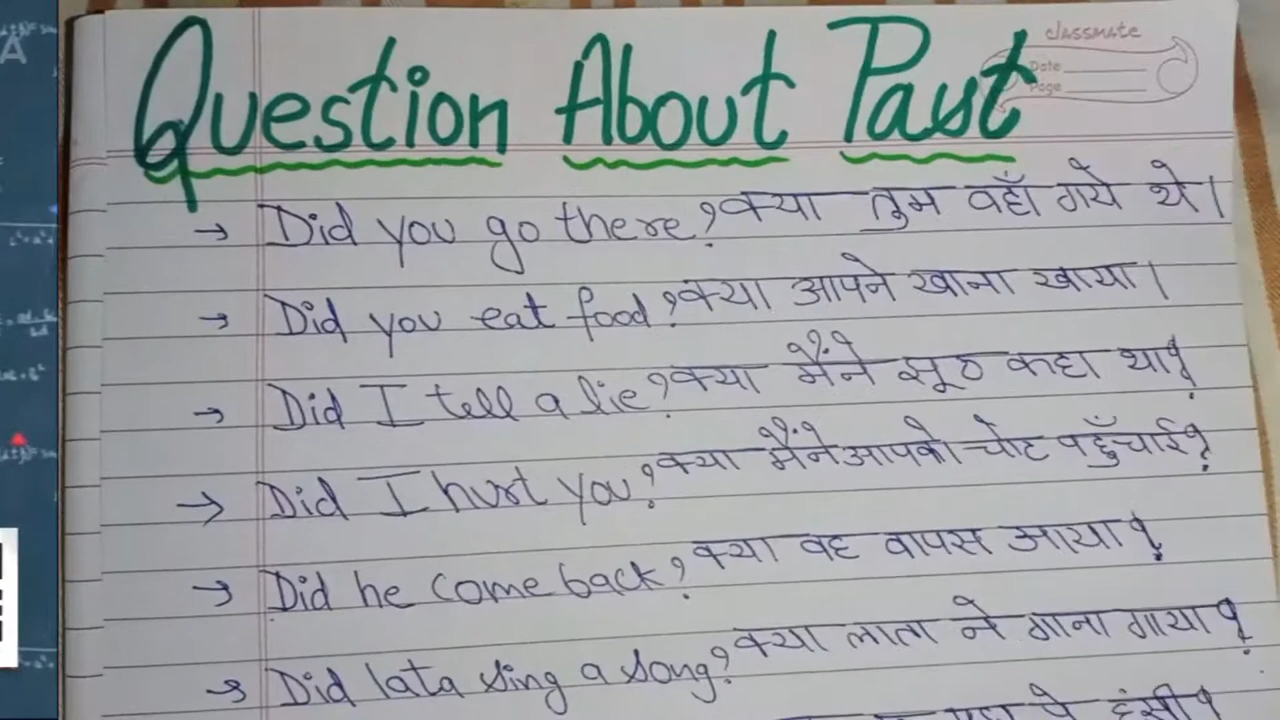 classmate
Date
Page
Question About Past
→ Did you go there? क्या तुम वहाँ गये थे।
→ Did you eat food? क्या आपने खाना खाया।
→ Did I tell a lie? क्या मैंने झूठ कहा था?
→ Did I hurt you? क्या मैंने आपको चोट पहुँचाई?
→ Did he come back? क्या वह वापस आया?
→ Did lata sing a song? क्या लाता ने गाना गाया?